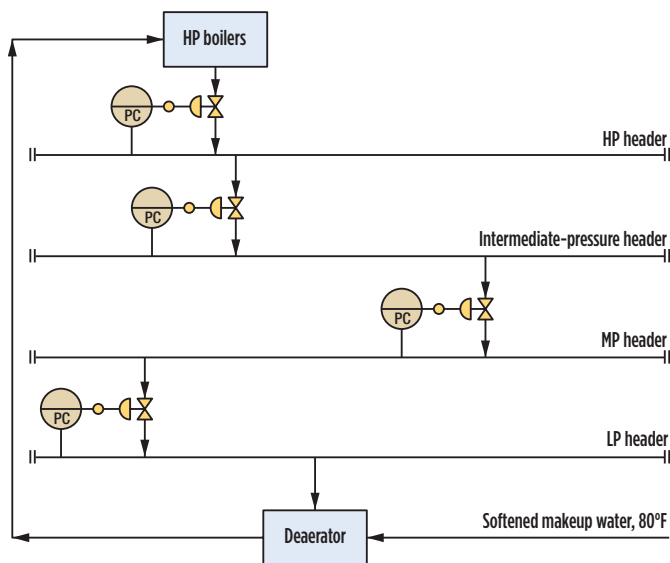 HP boilers
PC
HP header
PC
Intermediate-pressure header
PC
MP header
PC
LP header
Softened makeup water, 80ºF
Deaerator